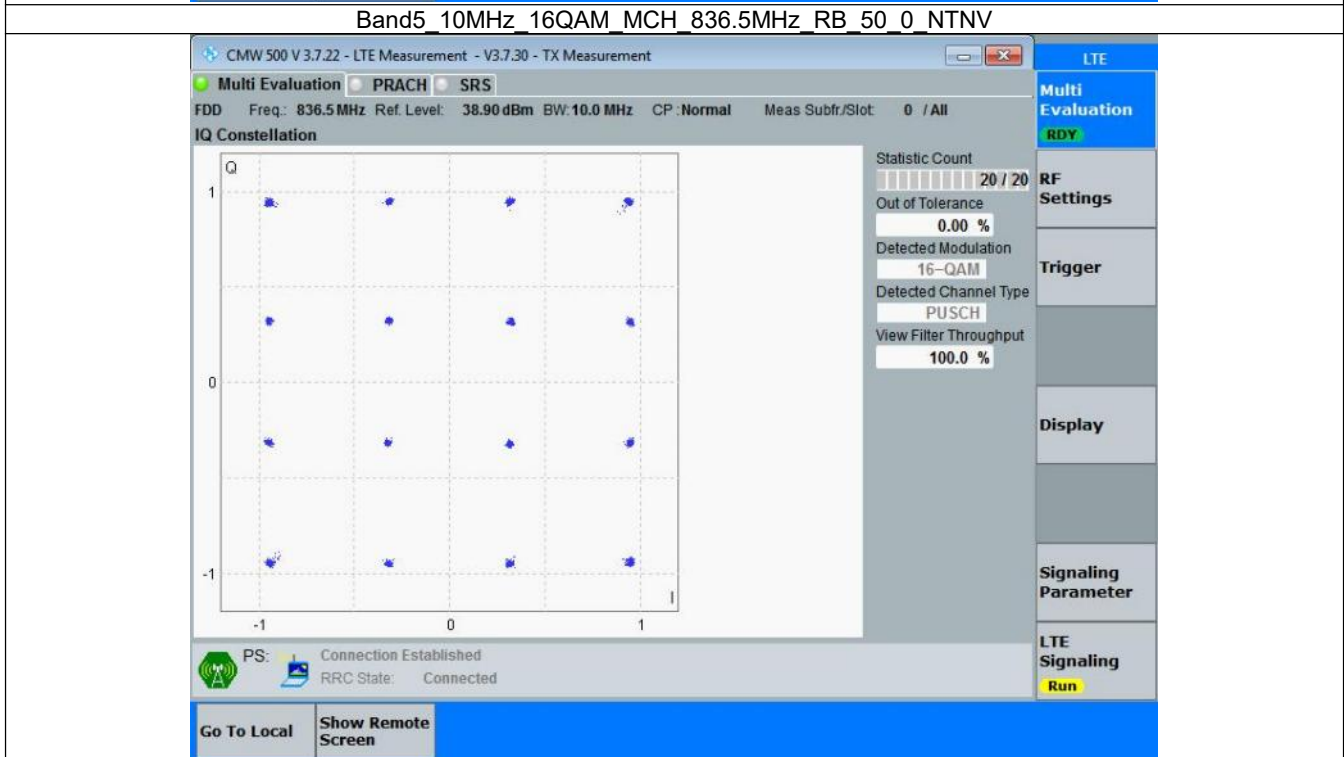 Band5_10MHz_16QAM_MCH_836.5MHz_RB_50_0_NTNV
CMW 500 V 3.7.22 - LTE Measurement - V3.7.30 - TX Measurement
LTE
Multi Evaluation PRACH SRS
Multi
Evaluation
RDY
FDD Freq.: 836.5 MHz Ref. Level: 38.90 dBm BW: 10.0 MHz CP : Normal Meas Subfr./Slot: 0 / All
IQ Constellation
Q
1
0
-1
I
-1 0 1
Statistic Count
20 / 20
Out of Tolerance
0.00 %
Detected Modulation
16-QAM
Detected Channel Type
PUSCH
View Filter Throughput
100.0 %
RF
Settings
Trigger
Display
Signaling
Parameter
LTE
Signaling
Run
PS: Connection Established
RRC State: Connected
Go To Local
Show Remote
Screen